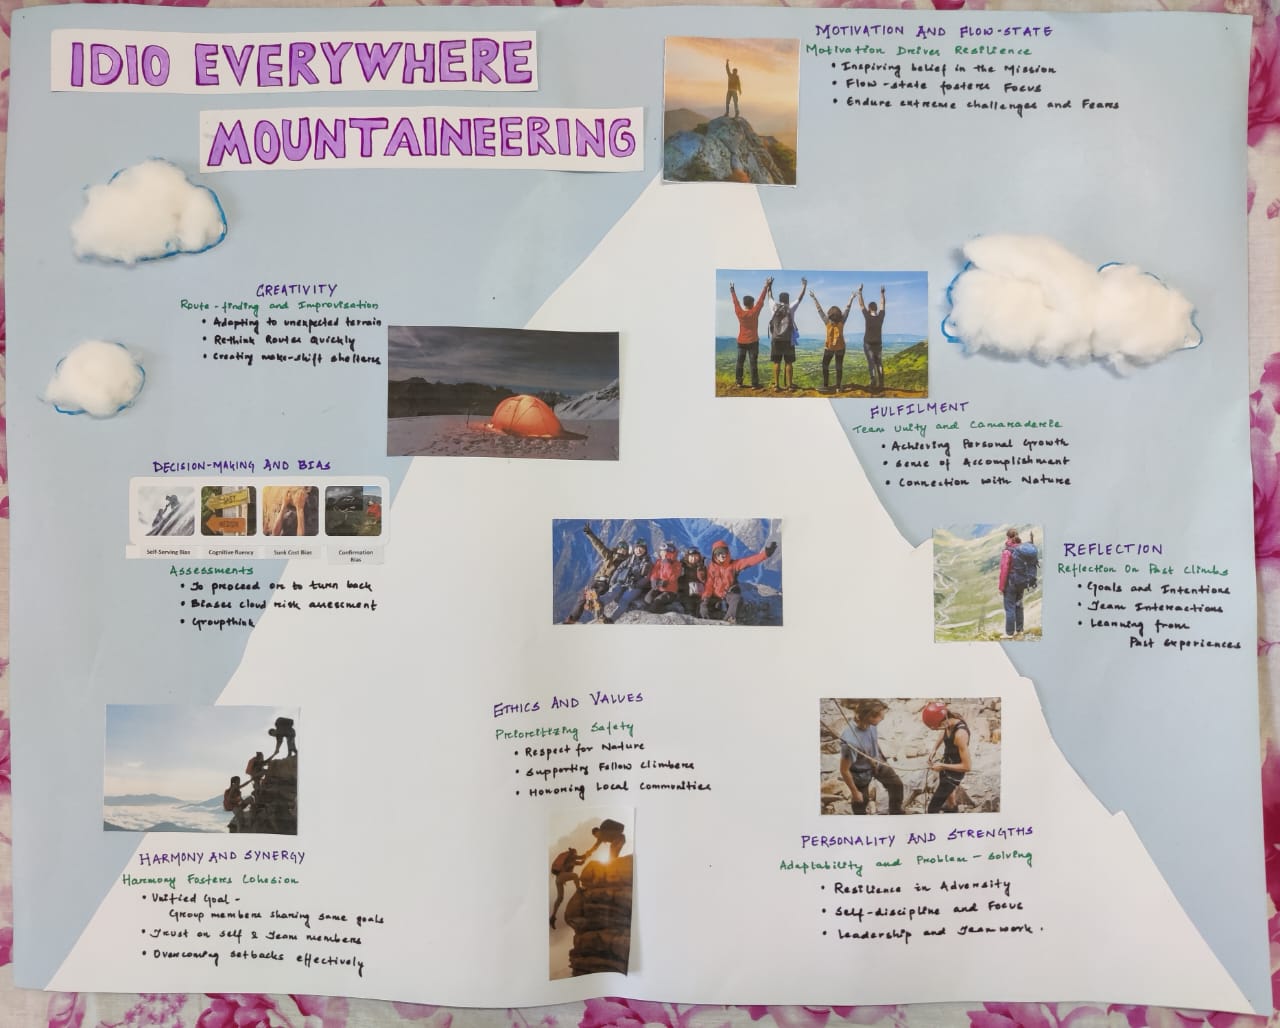 IDIO EVERYWHERE
MOUNTAINEERING
MOTIVATION AND FLOW-STATE
Motivation Drives Resilience
• Inspiring belief in the Mission
• Flow-state fosters Focus
• Endure extreme challenges and Fears
CREATIVITY
Route-finding and Improvisation
• Adapting to unexpected terrain
• Rethink Routes Quickly
• Creating make-shift shelters
FULFILMENT
Team Unity and Camaraderie
• Achieving Personal Growth
• Sense of Accomplishment
• Connection with Nature
DECISION-MAKING AND BIAS
EAST
MEDIUM
Self-Serving Bias
Cognitive fluency
Sunk Cost Bias
Confirmation
Bias
Assessments
• To proceed or to turn back
• Biases cloud risk assessment
• Groupthink
REFLECTION
Reflection On Past Climbs
• Goals and Intentions
• Team Interactions
• Learning from
Past experiences
ETHICS AND VALUES
Prioritizing Safety
• Respect for Nature
• Supporting Fellow Climbers
• Honoring Local Communities
HARMONY AND SYNERGY
Harmony Fosters Cohesion
• Unified Goal -
Group members sharing same goals
• Trust on self & Team members
• Overcoming setbacks effectively
PERSONALITY AND STRENGTHS
Adaptability and Problem-Solving
• Resilience in Adversity
• Self-discipline and Focus
• Leadership and Teamwork.